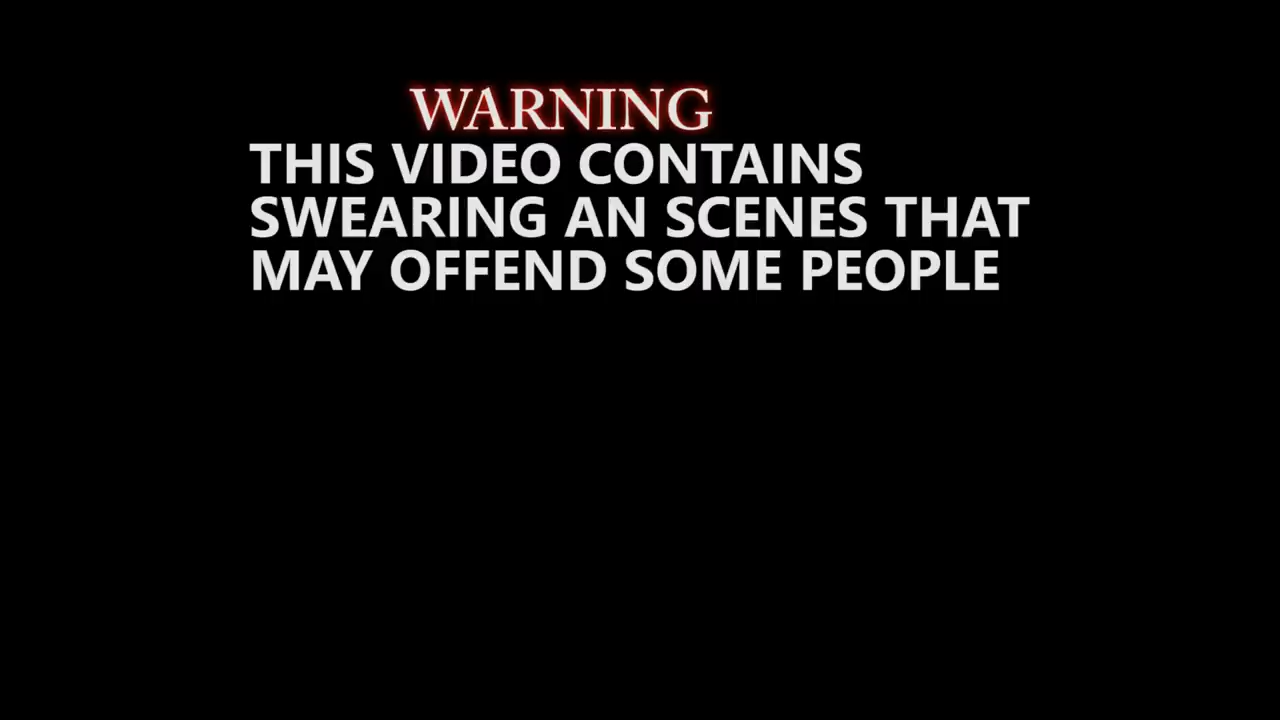 WARNING
THIS VIDEO CONTAINS
SWEARING AN SCENES THAT
MAY OFFEND SOME PEOPLE